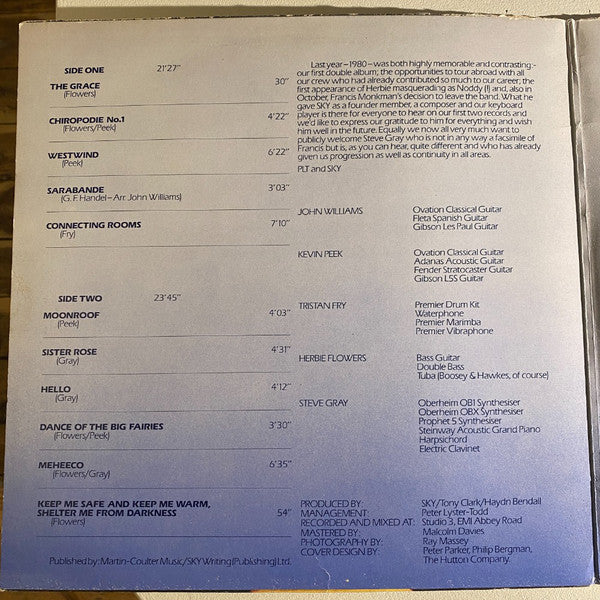 SIDE ONE 21'27"
THE GRACE 30"
(Flowers)
CHIROPODIE No.1 4'22"
(Flowers/Peek)
WESTWIND 6'22"
(Peek)
SARABANDE 3'03"
(G. F. Handel – Arr. John Williams)
CONNECTING ROOMS 7'10"
(Fry)
SIDE TWO 23'45"
MOONROOF 4'03"
(Peek)
SISTER ROSE 4'31"
(Gray)
HELLO 4'12"
(Gray)
DANCE OF THE BIG FAIRIES 3'30"
(Flowers/Peek)
MEHEECO 6'35"
(Flowers/Gray)
KEEP ME SAFE AND KEEP ME WARM,
SHELTER ME FROM DARKNESS 54"
(Flowers)
Published by: Martin-Coulter Music/SKY Writing (Publishing) Ltd.
Last year – 1980 – was both highly memorable and contrasting:-
our first double album; the opportunities to tour abroad with all
our crew who had already contributed so much to our career; the
first appearance of Herbie masquerading as Noddy (!) and, also in
October, Francis Monkman's decision to leave the band. What he
gave SKY as a founder member, a composer and our keyboard
player is there for everyone to hear on our first two records and
we'd like to express our gratitude to him for everything and wish
him well in the future. Equally we now all very much want to
publicly welcome Steve Gray who is not in any way a facsimile of
Francis but is, as you can hear, quite different and who has already
given us progression as well as continuity in all areas.
PLT and SKY
JOHN WILLIAMS Ovation Classical Guitar
Fleta Spanish Guitar
Gibson Les Paul Guitar
KEVIN PEEK Ovation Classical Guitar
Adanas Acoustic Guitar
Fender Stratocaster Guitar
Gibson L5S Guitar
TRISTAN FRY Premier Drum Kit
Waterphone
Premier Marimba
Premier Vibraphone
HERBIE FLOWERS Bass Guitar
Double Bass
Tuba (Boosey & Hawkes, of course)
STEVE GRAY Oberheim OB1 Synthesiser
Oberheim OBX Synthesiser
Prophet 5 Synthesiser
Steinway Acoustic Grand Piano
Harpsichord
Electric Clavinet
PRODUCED BY: SKY/Tony Clark/Haydn Bendall
MANAGEMENT: Peter Lyster-Todd
RECORDED AND MIXED AT: Studio 3, EMI Abbey Road
MASTERED BY: Malcolm Davies
PHOTOGRAPHY BY: Ray Massey
COVER DESIGN BY: Peter Parker, Philip Bergman,
The Hutton Company.